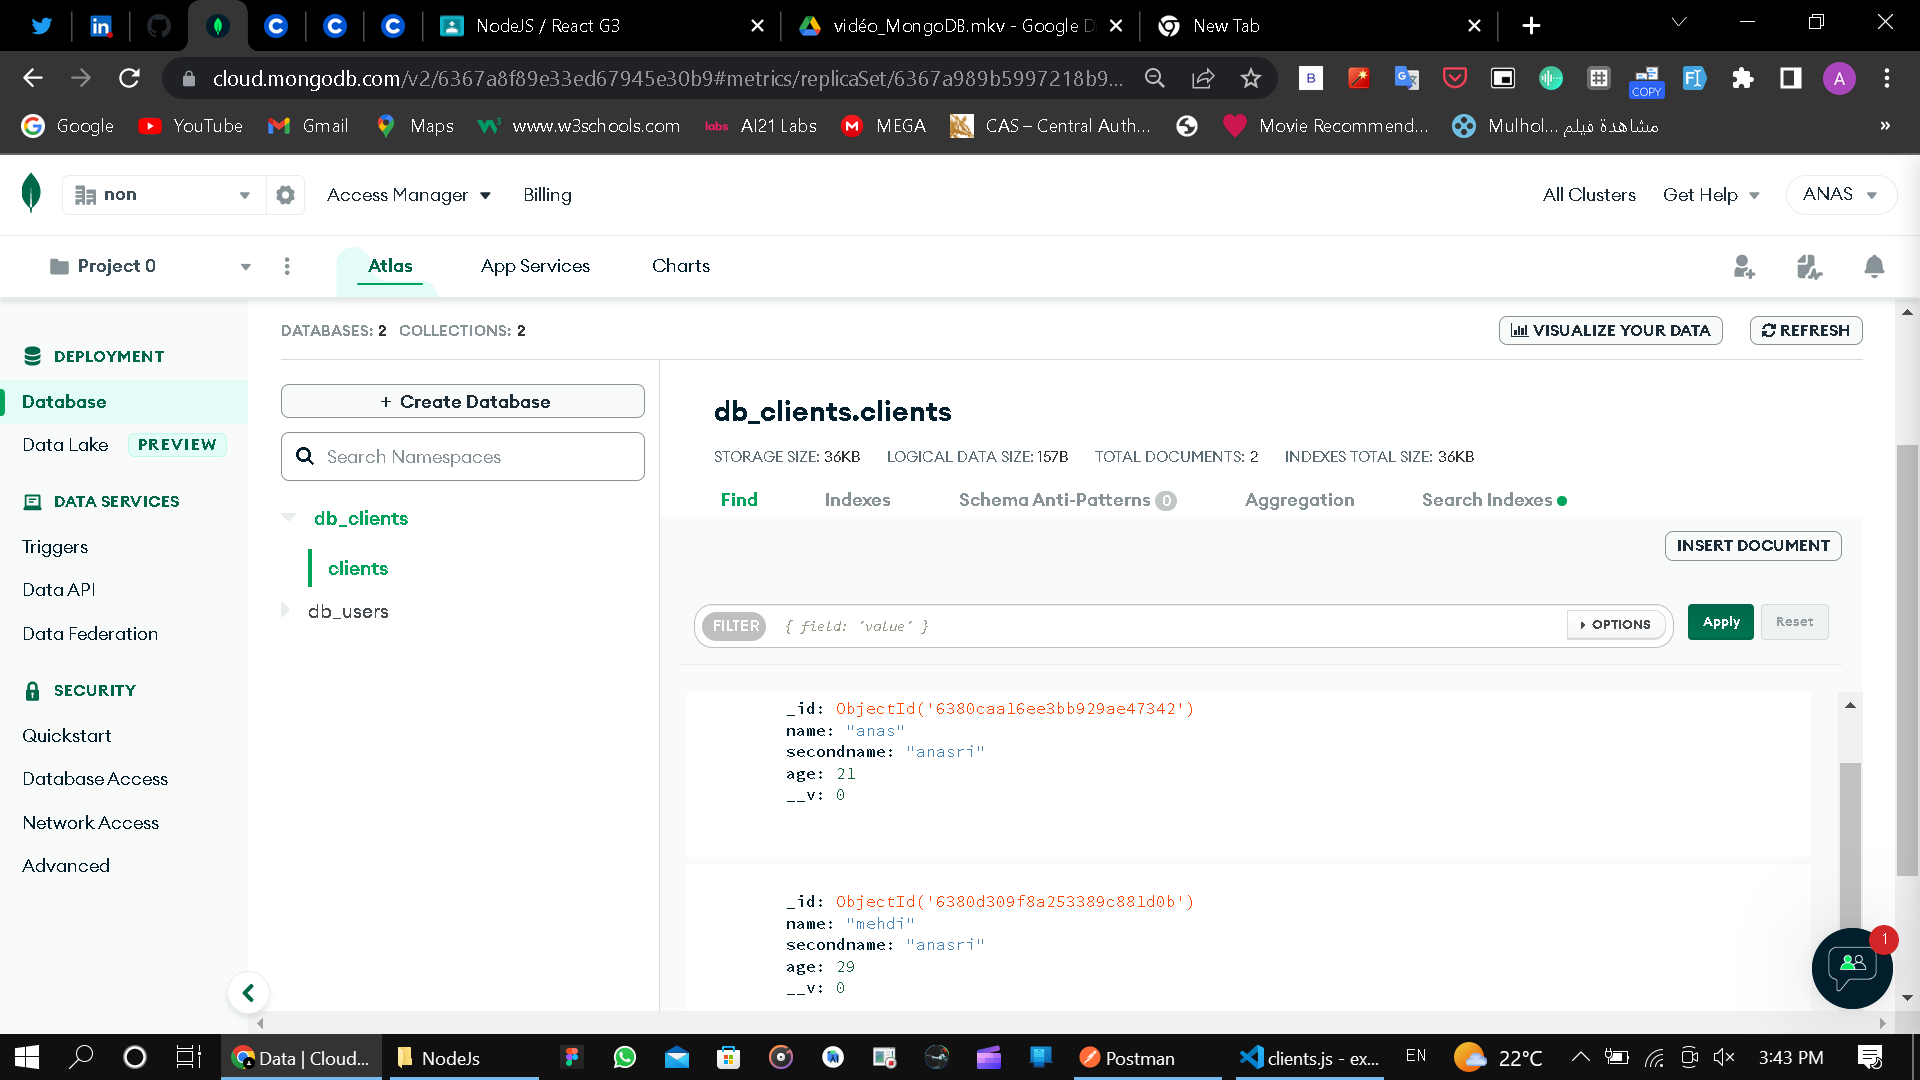 NodeJS / React G3
vidéo_MongoDB.mkv - Google D
New Tab
cloud.mongodb.com/v2/6367a8f89e33ed67945e30b9#metrics/replicaSet/6367a989b5997218b9...
COPY
A
Google
YouTube
Gmail
Maps
www.w3schools.com
labs AI21 Labs
MEGA
CAS – Central Auth...
Movie Recommend...
Mulhol... مشاهدة فيلم
»
non
Access Manager
Billing
All Clusters
Get Help
ANAS
Project 0
Atlas
App Services
Charts
DATABASES: 2 COLLECTIONS: 2
VISUALIZE YOUR DATA
REFRESH
DEPLOYMENT
Database
Data Lake PREVIEW
DATA SERVICES
Triggers
Data API
Data Federation
SECURITY
Quickstart
Database Access
Network Access
Advanced
+ Create Database
Search Namespaces
db_clients
clients
db_users
db_clients.clients
STORAGE SIZE: 36KB LOGICAL DATA SIZE: 157B TOTAL DOCUMENTS: 2 INDEXES TOTAL SIZE: 36KB
Find
Indexes
Schema Anti-Patterns 0
Aggregation
Search Indexes
INSERT DOCUMENT
FILTER { field: 'value' }
OPTIONS
Apply
Reset
_id: ObjectId('6380caa16ee3bb929ae47342')
name: "anas"
secondname: "anasri"
age: 21
__v: 0
_id: ObjectId('6380d309f8a253389c881d0b')
name: "mehdi"
secondname: "anasri"
age: 29
__v: 0
1
Data | Cloud...
NodeJs
Postman
clients.js - ex...
EN
22°C
3:43 PM